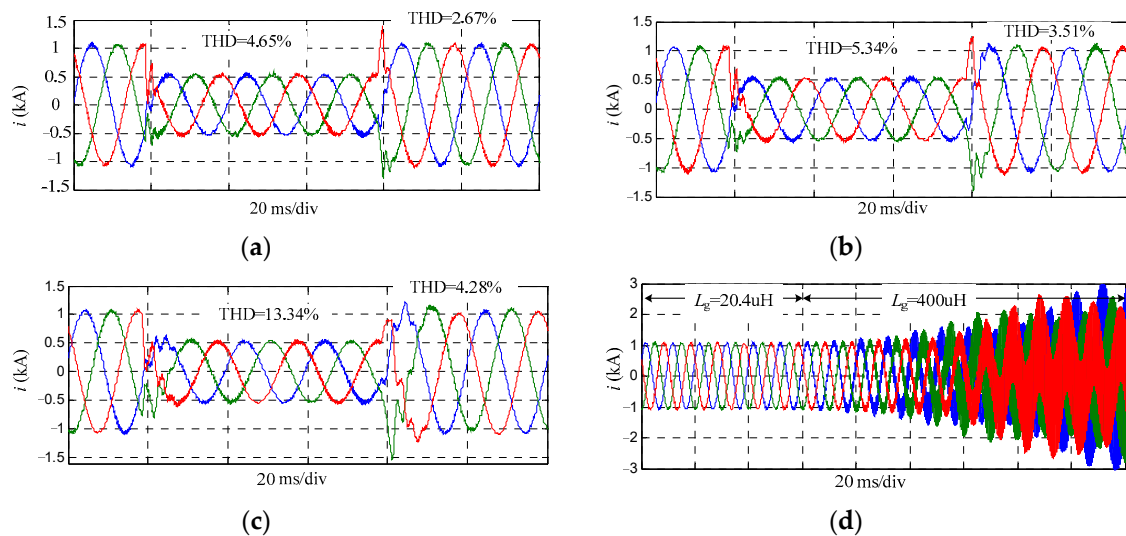 THD=2.67%
THD=4.65%
1.5
1
0.5
0
-0.5
-1
1.5
i (kA)
20 ms/div
(a)
THD=3.51%
THD=5.34%
1.5
1
0.5
0
-0.5
-1
-1.5
i (kA)
20 ms/div
(b)
THD=4.28%
THD=13.34%
1.5
1
0.5
0
-0.5
-1
-1.5
i (kA)
20 ms/div
(c)
Lg=20.4uH Lg=400uH
3
2
1
0
-1
-2
-3
i (kA)
20 ms/div
(d)